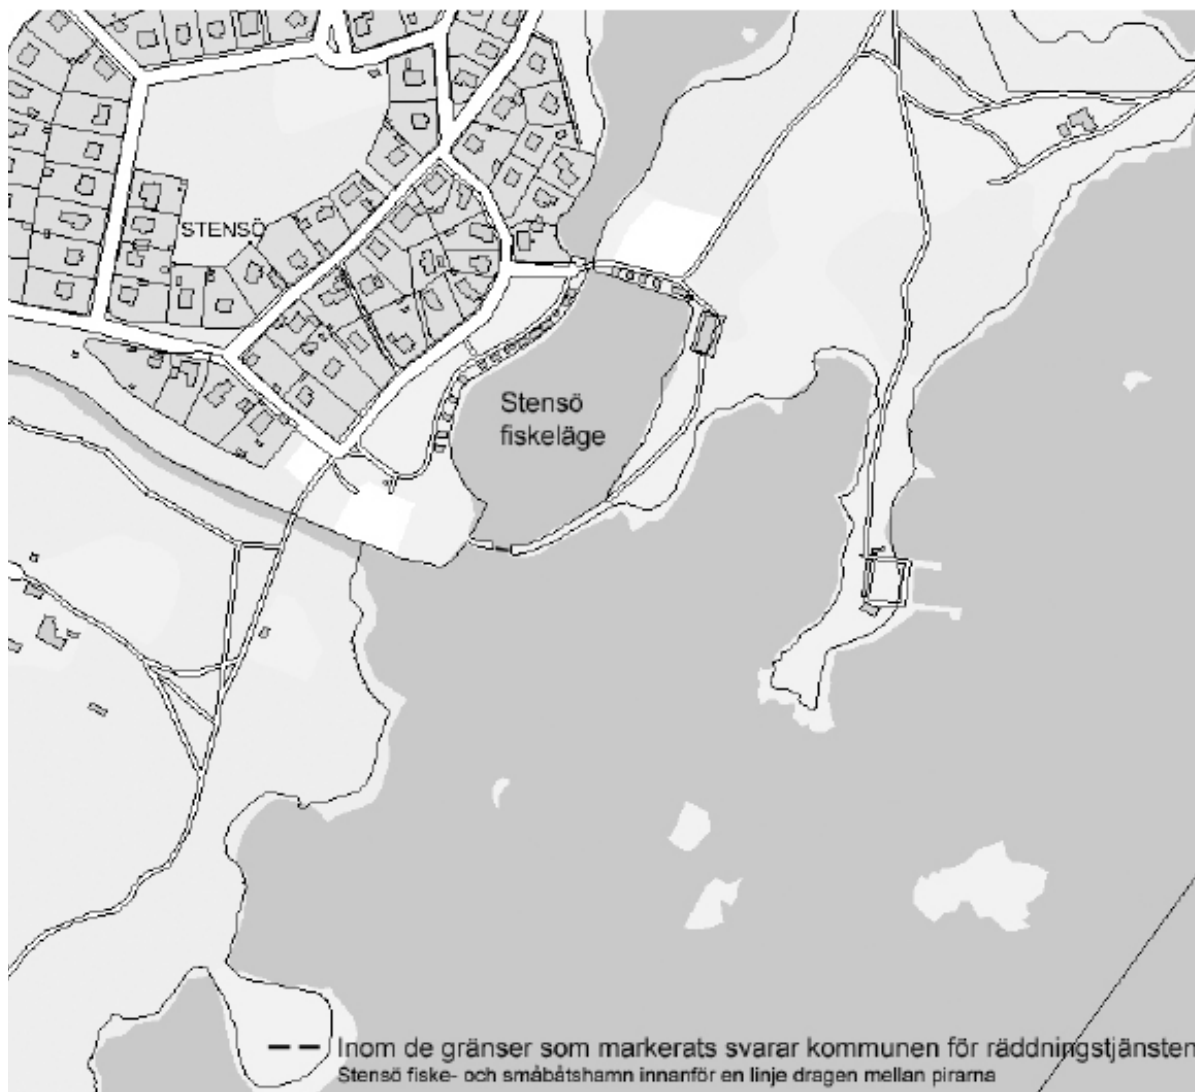 STENSÖ
Stensö
fiskeläge
Inom de gränser som markerats svarar kommunen för räddningstjänsten
Stensö fiske- och småbåtshamn innanför en linje dragen mellan pirarna